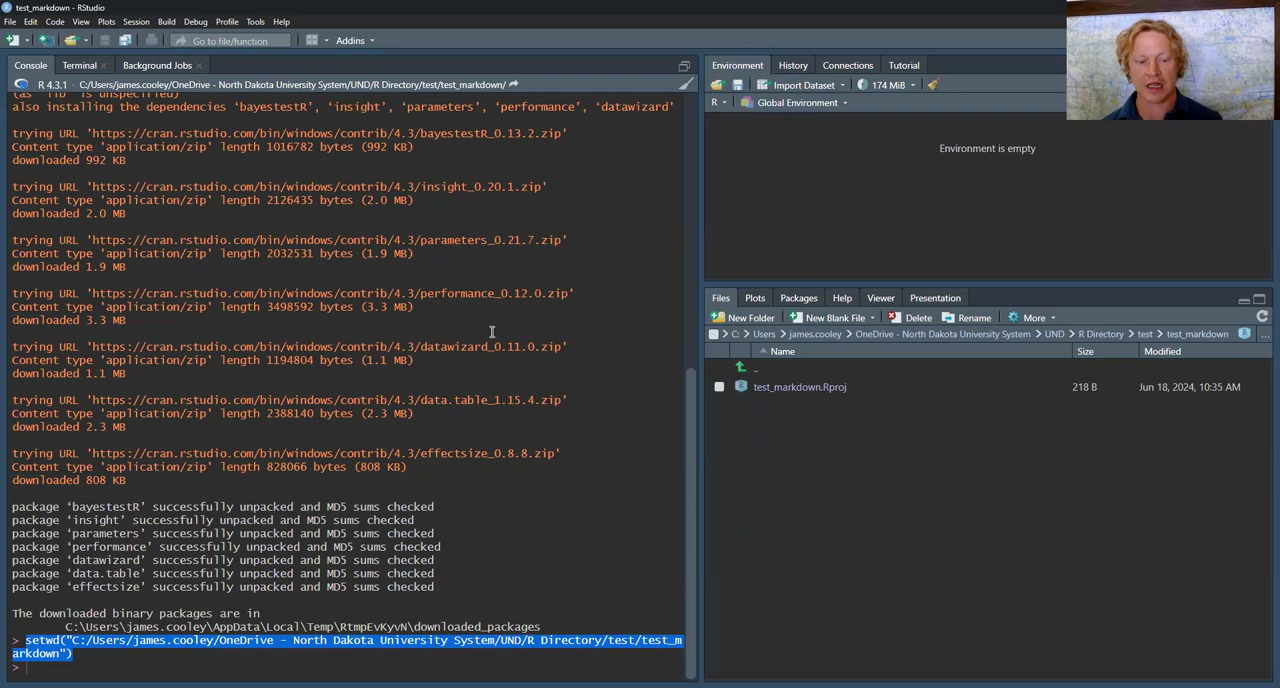 test_markdown - RStudio
File Edit Code View Plots Session Build Debug Profile Tools Help
Go to file/function Addins
Console Terminal Background Jobs
R 4.3.1 · C:/Users/james.cooley/OneDrive - North Dakota University System/UND/R Directory/test/test_markdown/
(as 'lib' is unspecified)
also installing the dependencies ‘bayestestR’, ‘insight’, ‘parameters’, ‘performance’, ‘datawizard’
trying URL 'https://cran.rstudio.com/bin/windows/contrib/4.3/bayestestR_0.13.2.zip'
Content type 'application/zip' length 1016782 bytes (992 KB)
downloaded 992 KB
trying URL 'https://cran.rstudio.com/bin/windows/contrib/4.3/insight_0.20.1.zip'
Content type 'application/zip' length 2126435 bytes (2.0 MB)
downloaded 2.0 MB
trying URL 'https://cran.rstudio.com/bin/windows/contrib/4.3/parameters_0.21.7.zip'
Content type 'application/zip' length 2032531 bytes (1.9 MB)
downloaded 1.9 MB
trying URL 'https://cran.rstudio.com/bin/windows/contrib/4.3/performance_0.12.0.zip'
Content type 'application/zip' length 3498592 bytes (3.3 MB)
downloaded 3.3 MB
trying URL 'https://cran.rstudio.com/bin/windows/contrib/4.3/datawizard_0.11.0.zip'
Content type 'application/zip' length 1194804 bytes (1.1 MB)
downloaded 1.1 MB
trying URL 'https://cran.rstudio.com/bin/windows/contrib/4.3/data.table_1.15.4.zip'
Content type 'application/zip' length 2388140 bytes (2.3 MB)
downloaded 2.3 MB
trying URL 'https://cran.rstudio.com/bin/windows/contrib/4.3/effectsize_0.8.8.zip'
Content type 'application/zip' length 828066 bytes (808 KB)
downloaded 808 KB
package ‘bayestestR’ successfully unpacked and MD5 sums checked
package ‘insight’ successfully unpacked and MD5 sums checked
package ‘parameters’ successfully unpacked and MD5 sums checked
package ‘performance’ successfully unpacked and MD5 sums checked
package ‘datawizard’ successfully unpacked and MD5 sums checked
package ‘data.table’ successfully unpacked and MD5 sums checked
package ‘effectsize’ successfully unpacked and MD5 sums checked
The downloaded binary packages are in
C:\Users\james.cooley\AppData\Local\Temp\RtmpEvKyvN\downloaded_packages
> setwd("C:/Users/james.cooley/OneDrive - North Dakota University System/UND/R Directory/test/test_m
arkdown")
>
Environment History Connections Tutorial
Import Dataset 174 MiB
R Global Environment
Environment is empty
Files Plots Packages Help Viewer Presentation
New Folder New Blank File Delete Rename More
C: > Users > james.cooley > OneDrive - North Dakota University System > UND > R Directory > test > test_markdown ...
Name Size Modified
..
test_markdown.Rproj 218 B Jun 18, 2024, 10:35 AM